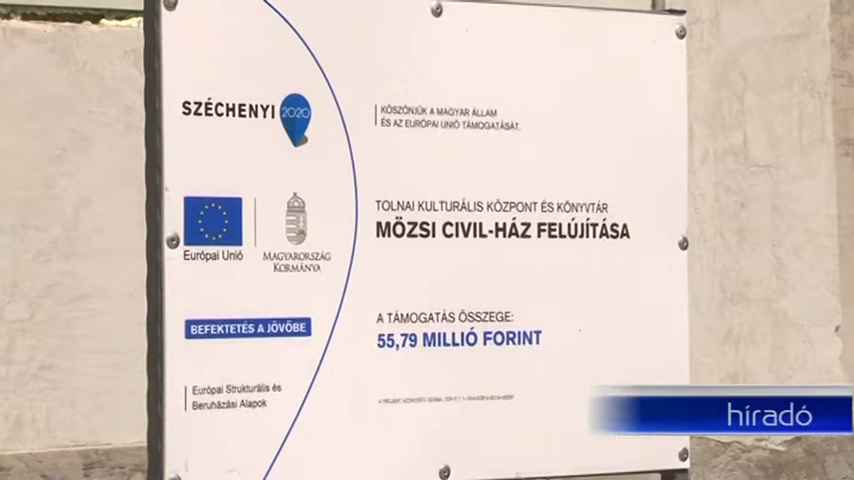 SZÉCHENYI 2020
KÖSZÖNJÜK A MAGYAR ÁLLAM
ÉS AZ EURÓPAI UNIÓ TÁMOGATÁSÁT.
TOLNAI KULTURÁLIS KÖZPONT ÉS KÖNYVTÁR
MÖZSI CIVIL-HÁZ FELÚJÍTÁSA
Európai Unió
MAGYARORSZÁG
KORMÁNYA
A TÁMOGATÁS ÖSSZEGE:
55,79 MILLIÓ FORINT
BEFEKTETÉS A JÖVŐBE
Európai Strukturális és
Beruházási Alapok
híradó